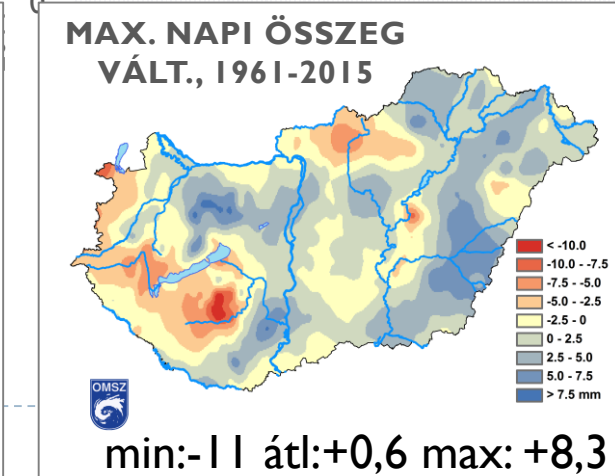 MAX. NAPI ÖSSZEG
VÁLT., 1961-2015
< -10.0
-10.0 - -7.5
-7.5 - -5.0
-5.0 - -2.5
-2.5 - 0
0 - 2.5
2.5 - 5.0
5.0 - 7.5
> 7.5 mm
OMSZ
min:-11 átl:+0,6 max: +8,3